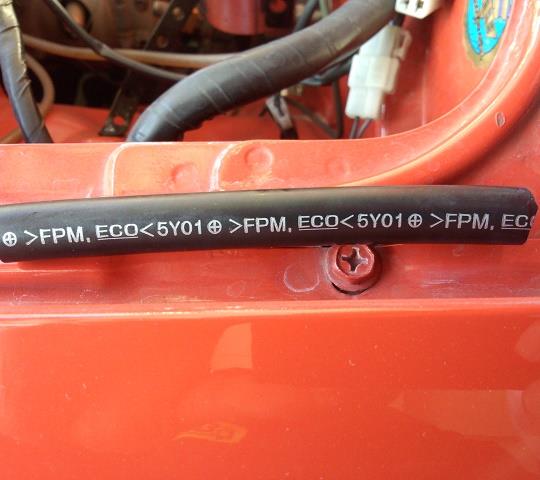 ⊕ >FPM, ECO<5Y01 ⊕ >FPM, ECO<5Y01 ⊕ >FPM, EC